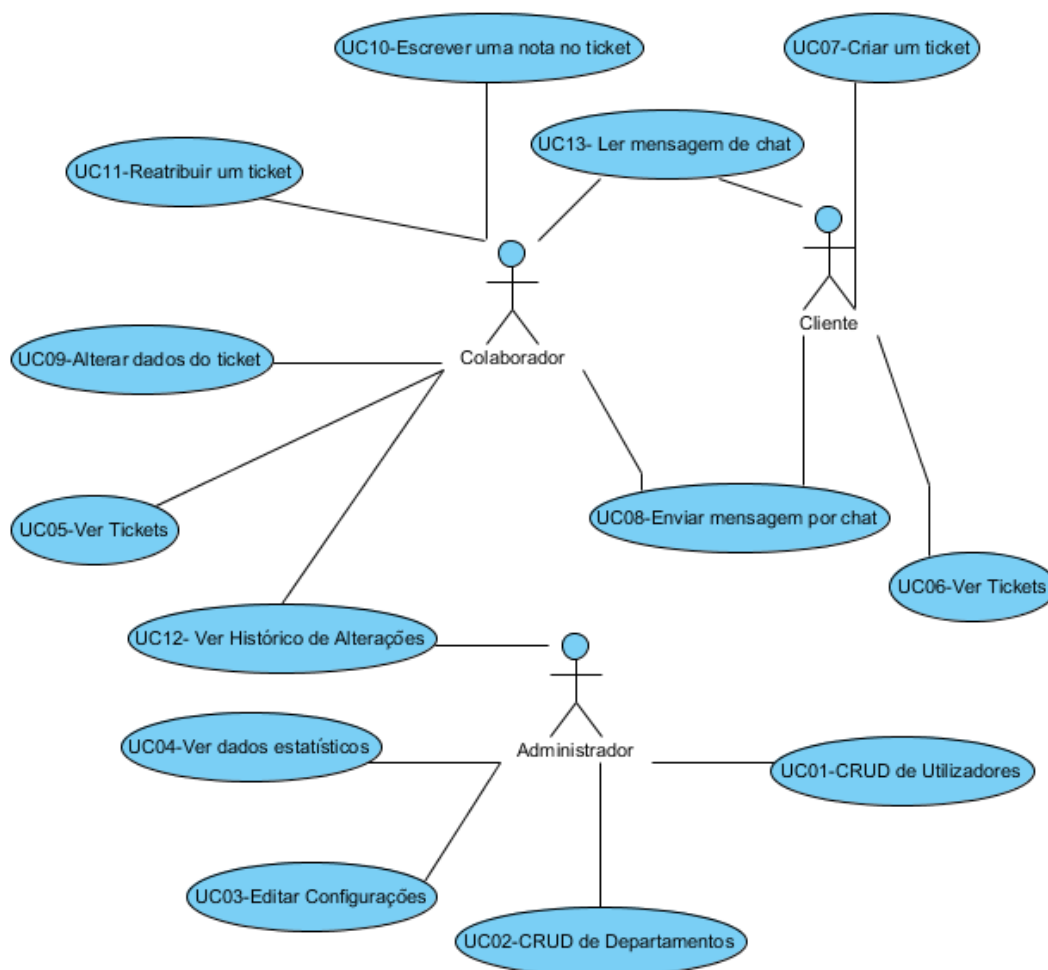 UC10-Escrever uma nota no ticket
UC07-Criar um ticket
UC13- Ler mensagem de chat
UC11-Reatribuir um ticket
Cliente
Colaborador
UC09-Alterar dados do ticket
UC08-Enviar mensagem por chat
UC05-Ver Tickets
UC06-Ver Tickets
UC12- Ver Histórico de Alterações
UC04-Ver dados estatísticos
Administrador
UC01-CRUD de Utilizadores
UC03-Editar Configurações
UC02-CRUD de Departamentos